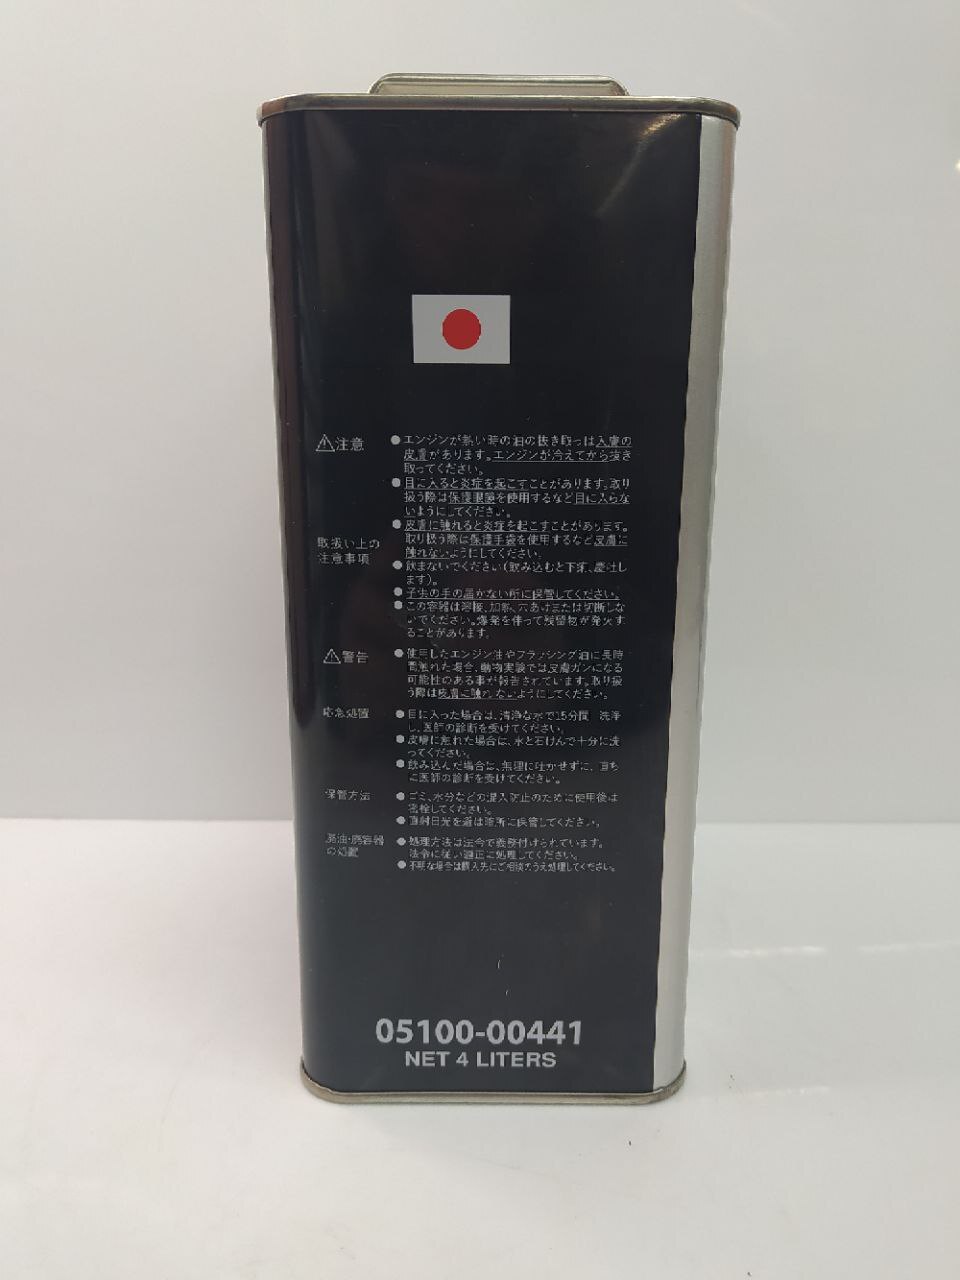 ⚠注意
●エンジンが熱い時の油の抜き取っは入膚の
皮膚があります。エンジンが冷えてから抜き
取ってください。
●目に入ると炎症を起こすことがあります。取り
扱う際は保護眼鏡を使用するなど目に入らな
いようにしてください。
取扱い上の
注意事項
●皮膚に触れると炎症を起こすことがあります。
取り扱う際は保護手袋を使用するなど皮膚に
触れないようにしてください。
●飲まないでください(飲み込むと下痢、嘔吐し
ます)。
●子供の手の届かない所に保管してください。
●この容器は溶接、加熱、穴あけまたは切断しな
いでください。爆発を伴って残留物が発火す
ることがあります。
⚠警告
●使用したエンジン油やフラッシング油に長時
間触れた場合、動物実験では皮膚ガンになる
可能性のある事が報告されています。取り扱
う際は皮膚に触れないようにしてください。
応急処置
●目に入った場合は、清浄な水で15分間 洗浄
し、医師の診断を受けてください。
●皮膚に触れた場合は、水と石けんで十分に洗
ってください。
●飲み込んだ場合は、無理に吐かせずに、直ち
に医師の診断を受けてください。
保管方法
●ゴミ、水分などの混入防止のために使用後は
密栓してください。
●直射日光を避け暗所に保管してください。
廃油・廃容器
の処置
●処理方法は法令で義務付けられています。
法令に従い適正に処理してください。
●不明な場合は購入先にご相談のうえ処理してください。
05100-00441
NET 4 LITERS